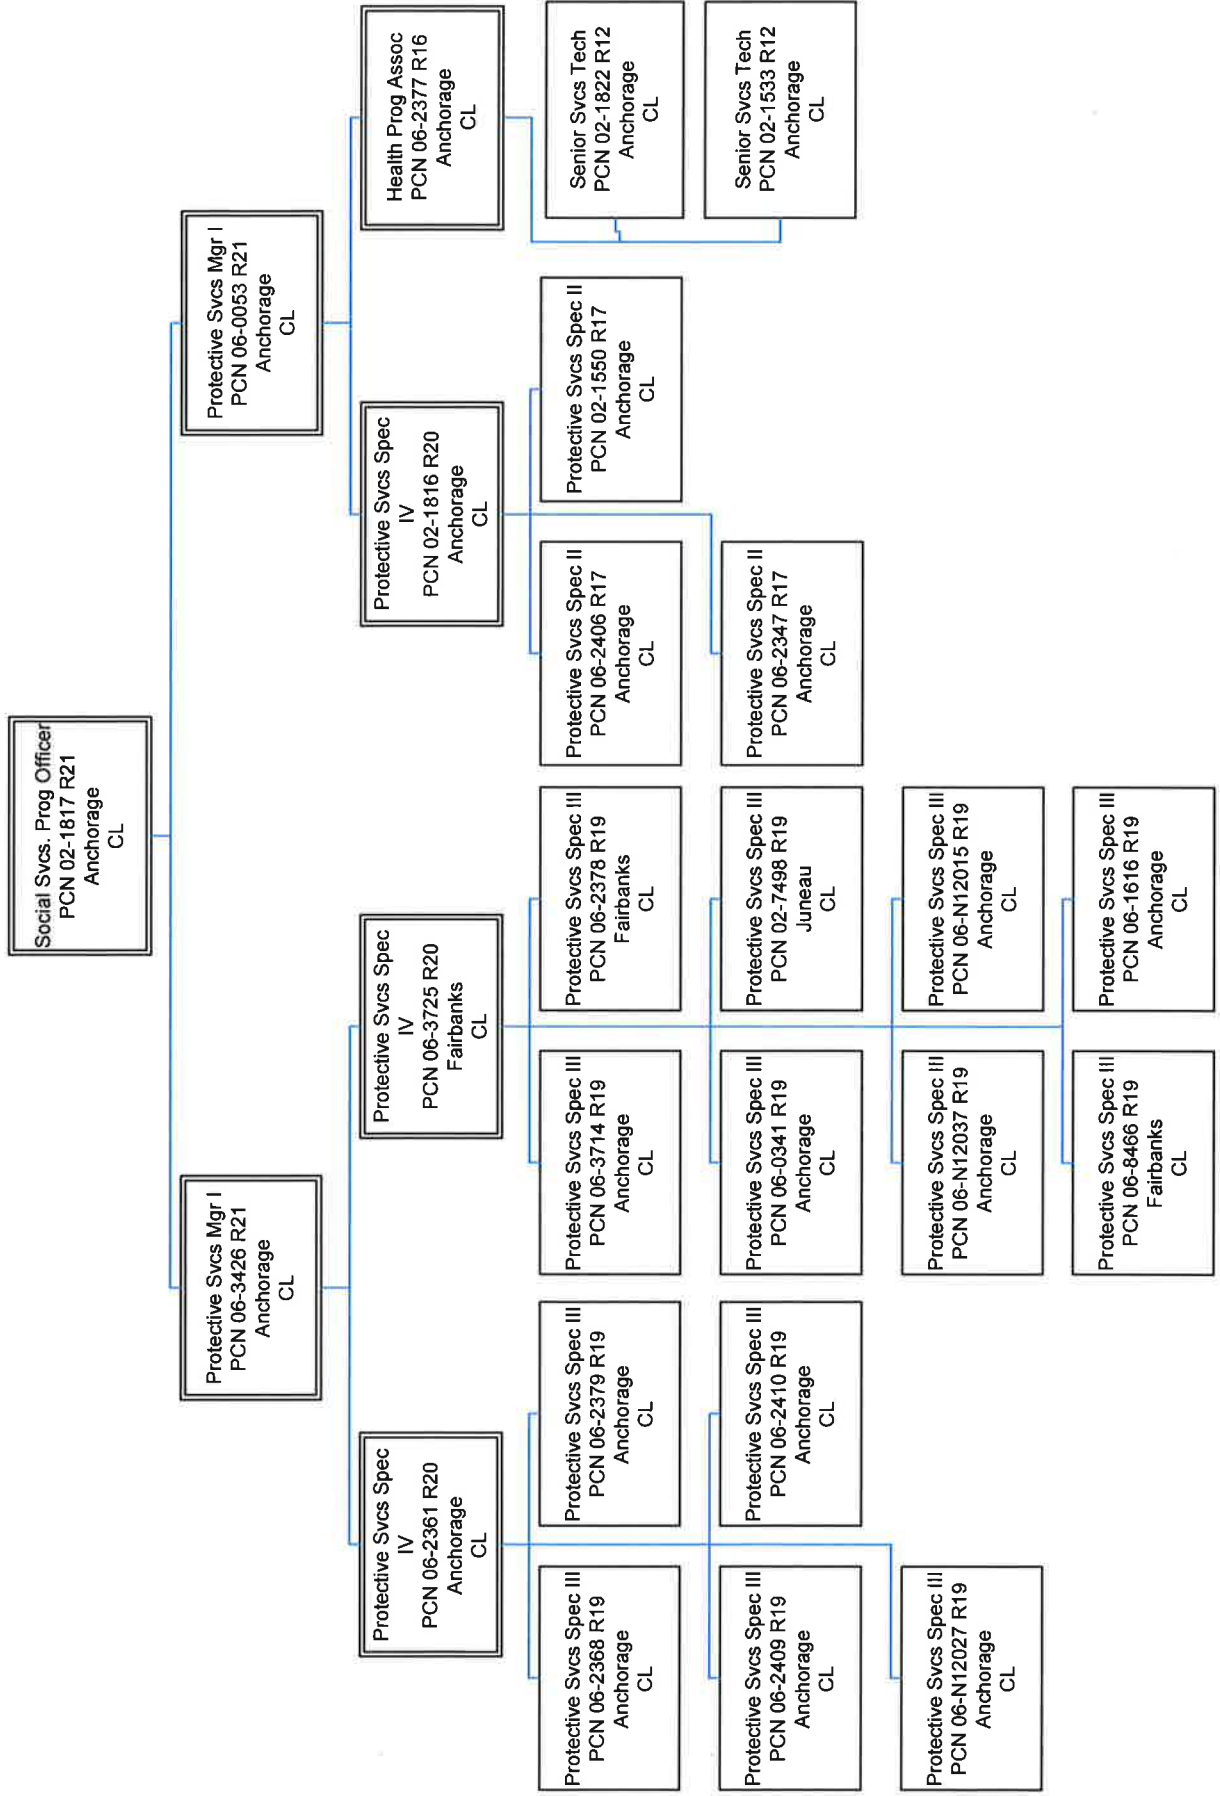 Social Svcs. Prog Officer
PCN 02-1817 R21
Anchorage
CL
Protective Svcs Mgr I
PCN 06-3426 R21
Anchorage
CL
Protective Svcs Mgr I
PCN 06-0053 R21
Anchorage
CL
Protective Svcs Spec
IV
PCN 06-2361 R20
Anchorage
CL
Protective Svcs Spec
IV
PCN 06-3725 R20
Fairbanks
CL
Protective Svcs Spec
IV
PCN 02-1816 R20
Anchorage
CL
Health Prog Assoc
PCN 06-2377 R16
Anchorage
CL
Protective Svcs Spec III
PCN 06-2368 R19
Anchorage
CL
Protective Svcs Spec III
PCN 06-2379 R19
Anchorage
CL
Protective Svcs Spec III
PCN 06-3714 R19
Anchorage
CL
Protective Svcs Spec III
PCN 06-2378 R19
Fairbanks
CL
Protective Svcs Spec II
PCN 06-2406 R17
Anchorage
CL
Protective Svcs Spec II
PCN 02-1550 R17
Anchorage
CL
Senior Svcs Tech
PCN 02-1822 R12
Anchorage
CL
Protective Svcs Spec III
PCN 06-2409 R19
Anchorage
CL
Protective Svcs Spec III
PCN 06-2410 R19
Anchorage
CL
Protective Svcs Spec III
PCN 06-0341 R19
Anchorage
CL
Protective Svcs Spec III
PCN 02-7498 R19
Juneau
CL
Protective Svcs Spec II
PCN 06-2347 R17
Anchorage
CL
Senior Svcs Tech
PCN 02-1533 R12
Anchorage
CL
Protective Svcs Spec III
PCN 06-N12027 R19
Anchorage
CL
Protective Svcs Spec III
PCN 06-N12037 R19
Anchorage
CL
Protective Svcs Spec III
PCN 06-N12015 R19
Anchorage
CL
Protective Svcs Spec III
PCN 06-8466 R19
Fairbanks
CL
Protective Svcs Spec III
PCN 06-1616 R19
Anchorage
CL